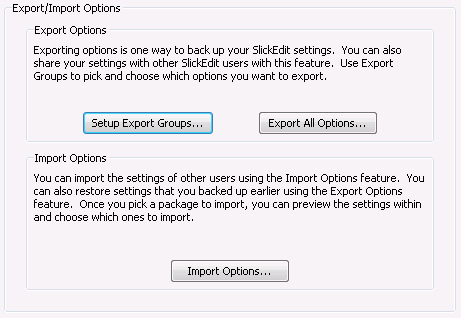 Export/Import Options
Export Options
Exporting options is one way to back up your SlickEdit settings.  You can also
share your settings with other SlickEdit users with this feature.  Use Export
Groups to pick and choose which options you want to export.
Setup Export Groups...
Export All Options...
Import Options
You can import the settings of other users using the Import Options feature.  You
can also restore settings that you backed up earlier using the Export Options
feature.  Once you pick a package to import, you can preview the settings within
and choose which ones to import.
Import Options...